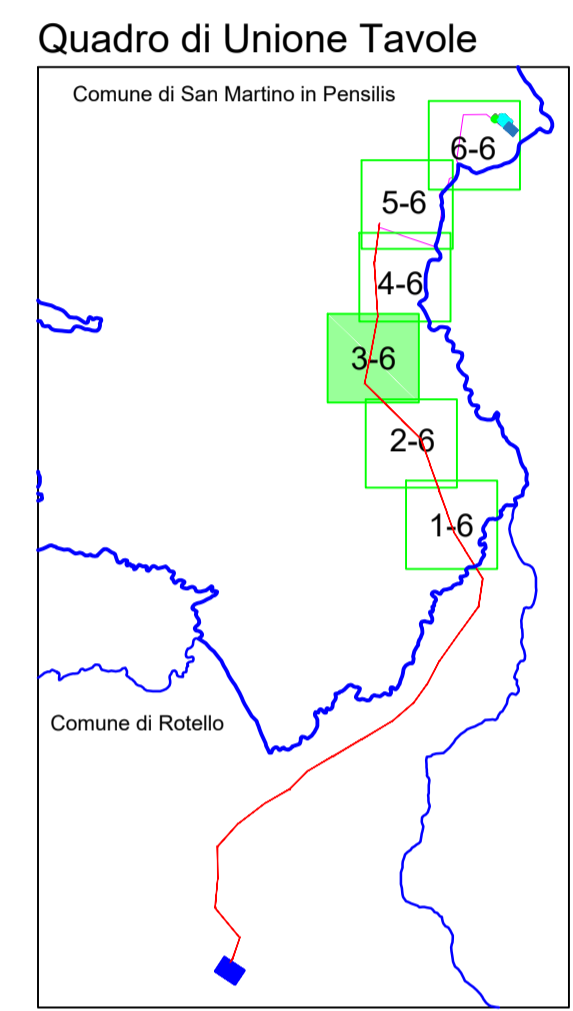 Quadro di Unione Tavole
Comune di San Martino in Pensilis
6-6
5-6
4-6
3-6
2-6
1-6
Comune di Rotello